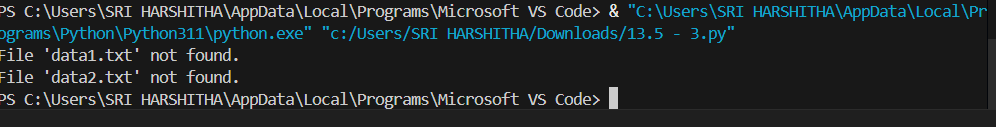 PS C:\Users\SRI HARSHITHA\AppData\Local\Programs\Microsoft VS Code> & "C:\Users\SRI HARSHITHA\AppData\Local\Pr
ograms\Python\Python311\python.exe" "c:/Users/SRI HARSHITHA/Downloads/13.5 - 3.py"
File 'data1.txt' not found.
File 'data2.txt' not found.
PS C:\Users\SRI HARSHITHA\AppData\Local\Programs\Microsoft VS Code>